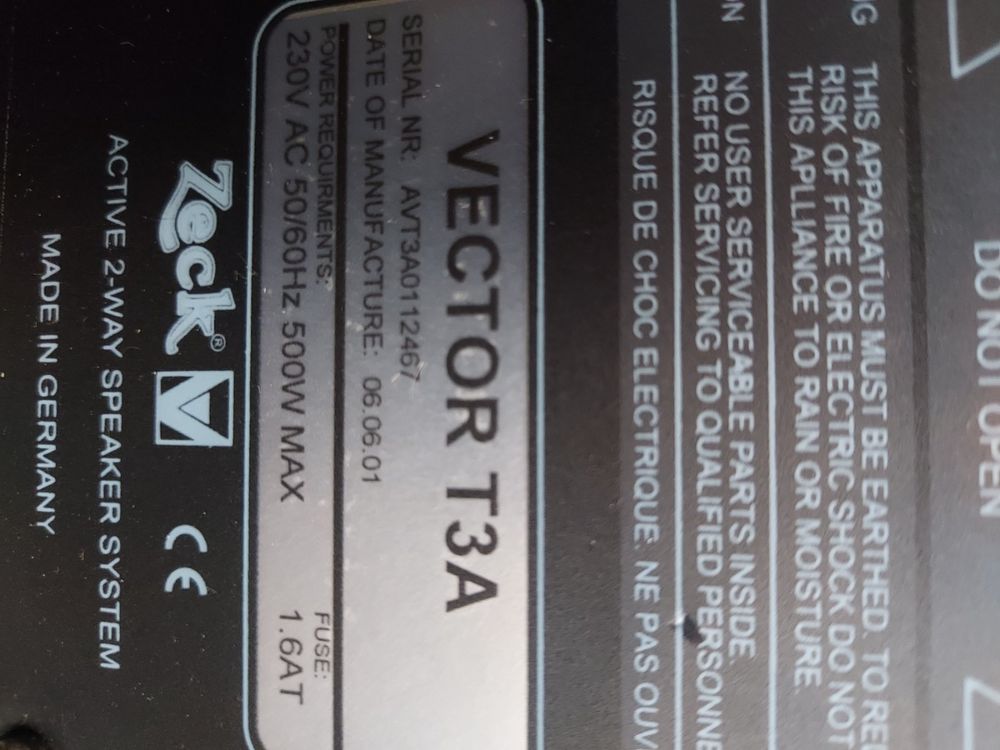 DO NOT OPEN
THIS APPARATUS MUST BE EARTHED. TO RE
RISK OF FIRE OR ELECTRIC SHOCK DO NOT
THIS APLLIANCE TO RAIN OR MOISTURE.
NO USER SERVICEABLE PARTS INSIDE.
REFER SERVICING TO QUALIFIED PERSONNE
RISQUE DE CHOC ELECTRIQUE. NE PAS OUV
VECTOR T3A
SERIAL NR: AVT3A0112467
DATE OF MANUFACTURE: 06.06.01
POWER REQUIRMENTS: FUSE:
230V AC 50/60Hz 500W MAX 1.6AT
Zeck® CE
ACTIVE 2-WAY SPEAKER SYSTEM
MADE IN GERMANY